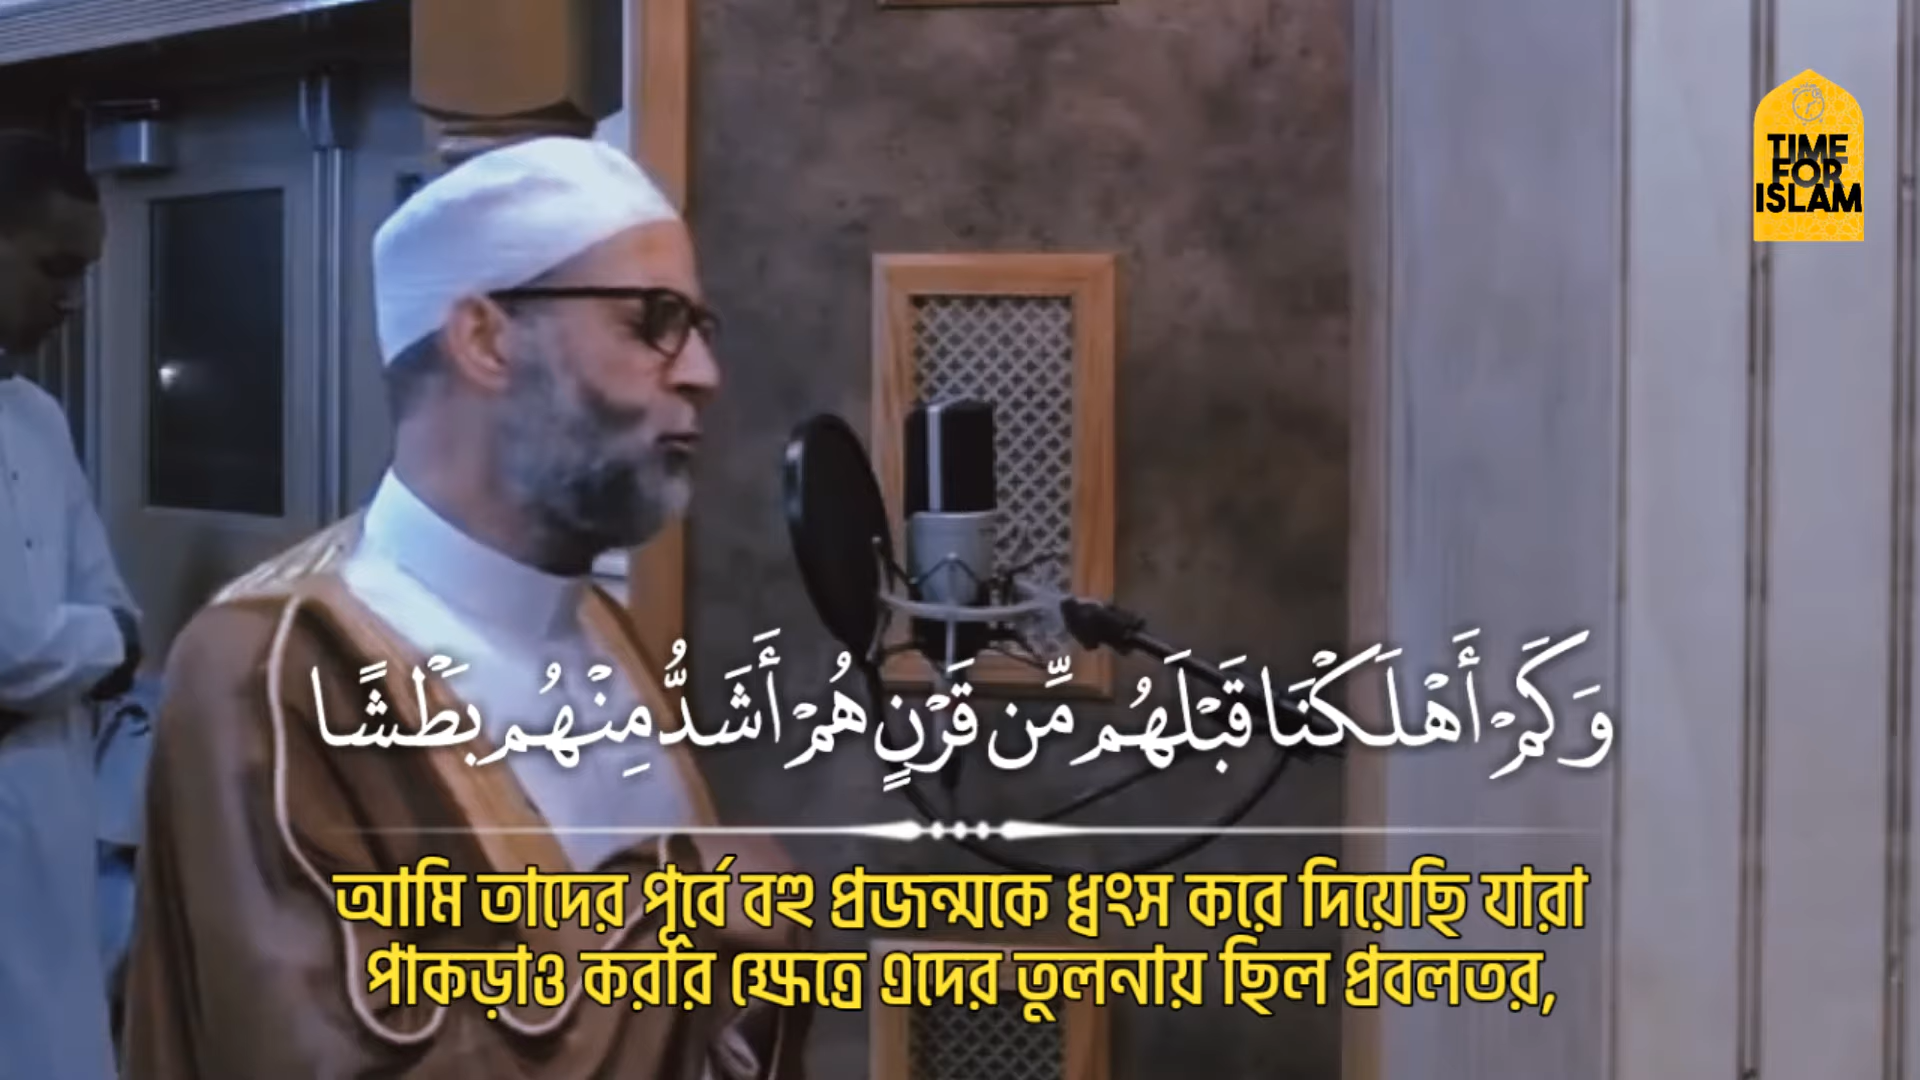 TIME
FOR
ISLAM
وَكَمْ أَهْلَكْنَا قَبْلَهُم مِّن قَرْنٍ هُمْ أَشَدُّ مِنْهُم بَطْشًا
আমি তাদের পূর্বে বহু প্রজন্মকে ধ্বংস করে দিয়েছি যারা
পাকড়াও করার ক্ষেত্রে এদের তুলনায় ছিল প্রবলতর,